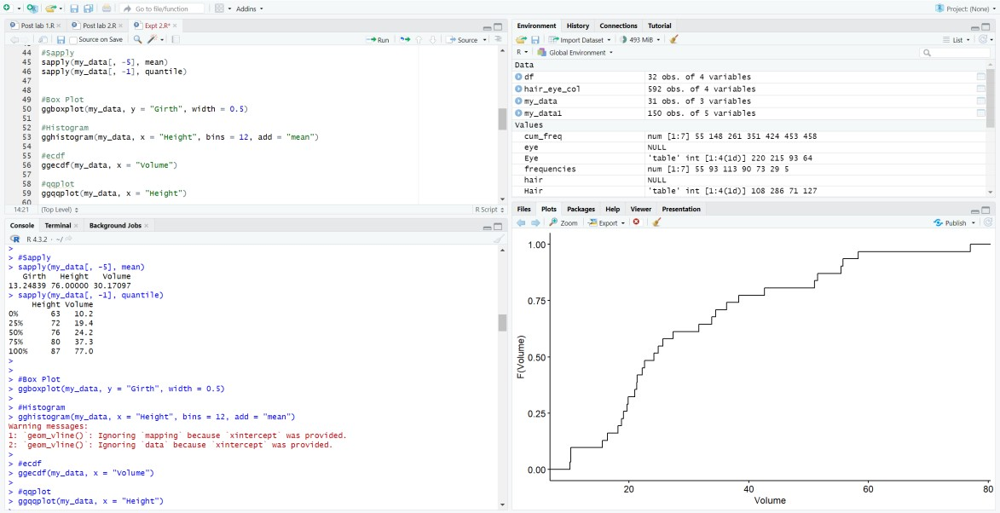 Go to file/function
Addins
Project: (None)
Post lab 1.R
Post lab 2.R
Expt 2.R*
Source on Save
Run
Source
44 #Sapply
45 sapply(my_data[, -5], mean)
46 sapply(my_data[, -1], quantile)
47
48
49 #Box Plot
50 ggboxplot(my_data, y = "Girth", width = 0.5)
51
52 #Histogram
53 gghistogram(my_data, x = "Height", bins = 12, add = "mean")
54
55 #ecdf
56 ggecdf(my_data, x = "Volume")
57
58 #qqplot
59 ggqqplot(my_data, x = "Height")
60
14:21 (Top Level) R Script
Console Terminal Background Jobs
R 4.3.2 · ~/
>
> #Sapply
> sapply(my_data[, -5], mean)
Girth Height Volume
13.24839 76.00000 30.17097
> sapply(my_data[, -1], quantile)
Height Volume
0% 63 10.2
25% 72 19.4
50% 76 24.2
75% 80 37.3
100% 87 77.0
>
>
> #Box Plot
> ggboxplot(my_data, y = "Girth", width = 0.5)
>
> #Histogram
> gghistogram(my_data, x = "Height", bins = 12, add = "mean")
Warning messages:
1: `geom_vline()`: Ignoring `mapping` because `xintercept` was provided.
2: `geom_vline()`: Ignoring `data` because `xintercept` was provided.
>
> #ecdf
> ggecdf(my_data, x = "Volume")
>
> #qqplot
> ggqqplot(my_data, x = "Height")
Environment History Connections Tutorial
Import Dataset 493 MiB List
R Global Environment
Data
df 32 obs. of 4 variables
hair_eye_col 592 obs. of 4 variables
my_data 31 obs. of 3 variables
my_data1 150 obs. of 5 variables
Values
cum_freq num [1:7] 55 148 261 351 424 453 458
eye NULL
Eye 'table' int [1:4(1d)] 220 215 93 64
frequencies num [1:7] 55 93 113 90 73 29 5
hair NULL
Hair 'table' int [1:4(1d)] 108 286 71 127
Files Plots Packages Help Viewer Presentation
Zoom Export Publish
1.00
0.75
0.50
0.25
0.00
F(Volume)
20 40 60 80
Volume